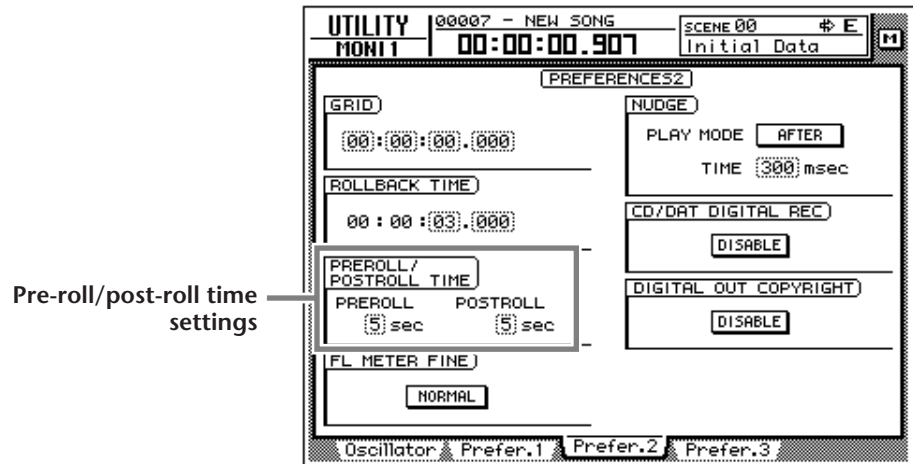 UTILITY
MONI 1
00007 - NEW SONG
00:00:00.907
SCENE 00
E
Initial Data
M
PREFERENCES2
GRID
00:00:00.000
ROLLBACK TIME
00:00:03.000
PREROLL/
POSTROLL TIME
PREROLL POSTROLL
5 sec 5 sec
FL METER FINE
NORMAL
NUDGE
PLAY MODE AFTER
TIME 300 msec
CD/DAT DIGITAL REC
DISABLE
DIGITAL OUT COPYRIGHT
DISABLE
Oscillator Prefer.1 Prefer.2 Prefer.3
Pre-roll/post-roll time
settings